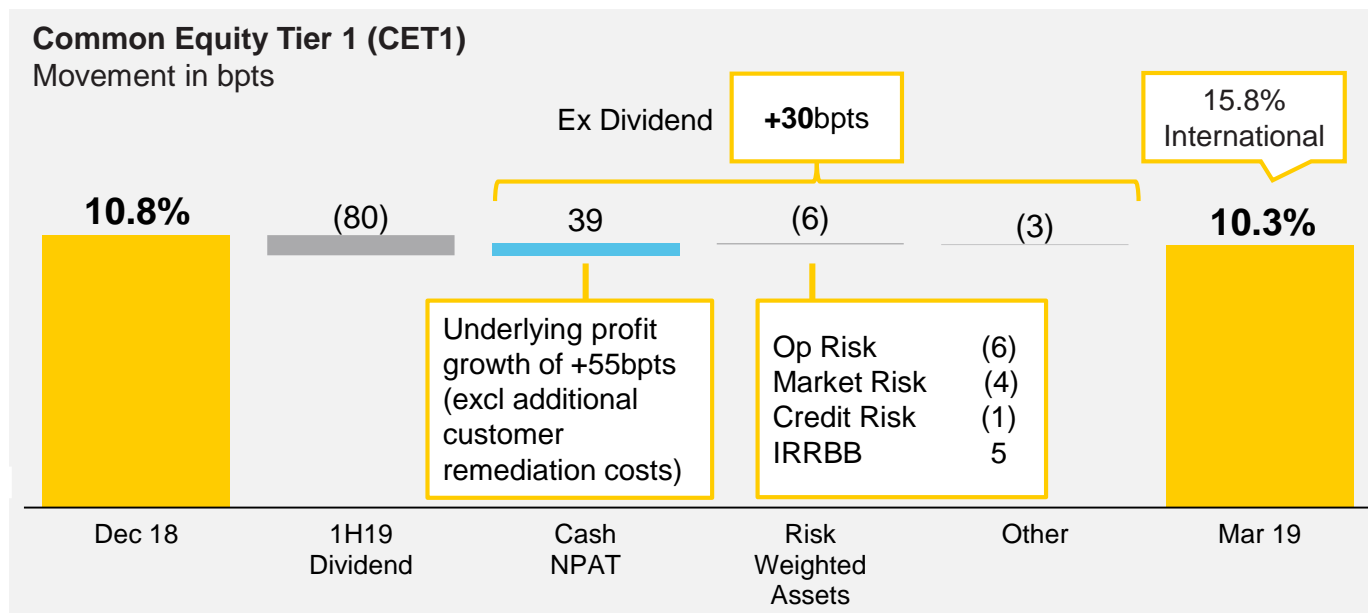 Common Equity Tier 1 (CET1)
Movement in bpts
Ex Dividend
+30bpts
15.8%
International
10.8%
(80)
39
(6)
(3)
10.3%
Underlying profit
growth of +55bpts
(excl additional
customer
remediation costs)
Op Risk (6)
Market Risk (4)
Credit Risk (1)
IRRBB 5
Dec 18
1H19
Dividend
Cash
NPAT
Risk
Weighted
Assets
Other
Mar 19